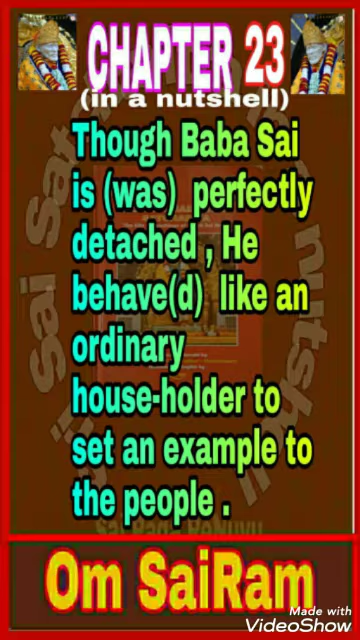 CHAPTER 23
(in a nutshell)
Though Baba Sai
is (was) perfectly
detached , He
behave(d) like an
ordinary
house-holder to
set an example to
the people .
Om SaiRam
Made with
VideoShow